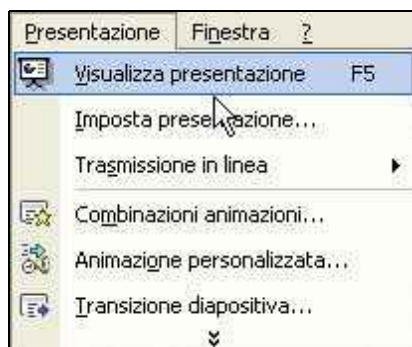 Presentazione Finestra ?
Visualizza presentazione F5
Imposta presentazione...
Trasmissione in linea
Combinazioni animazioni...
Animazione personalizzata...
Transizione diapositiva...